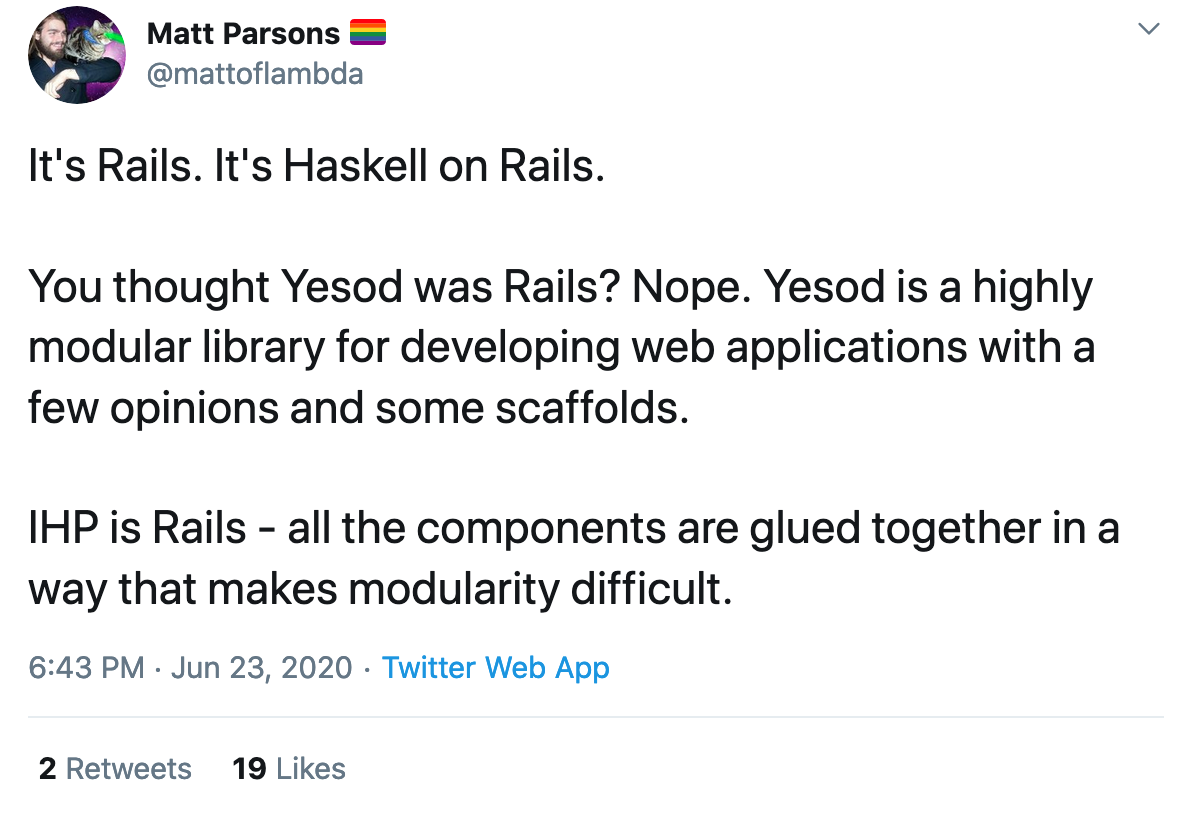 Matt Parsons 🏳️‍🌈
@mattoflambda
It's Rails. It's Haskell on Rails.
You thought Yesod was Rails? Nope. Yesod is a highly
modular library for developing web applications with a
few opinions and some scaffolds.
IHP is Rails - all the components are glued together in a
way that makes modularity difficult.
6:43 PM · Jun 23, 2020 · Twitter Web App
2 Retweets 19 Likes